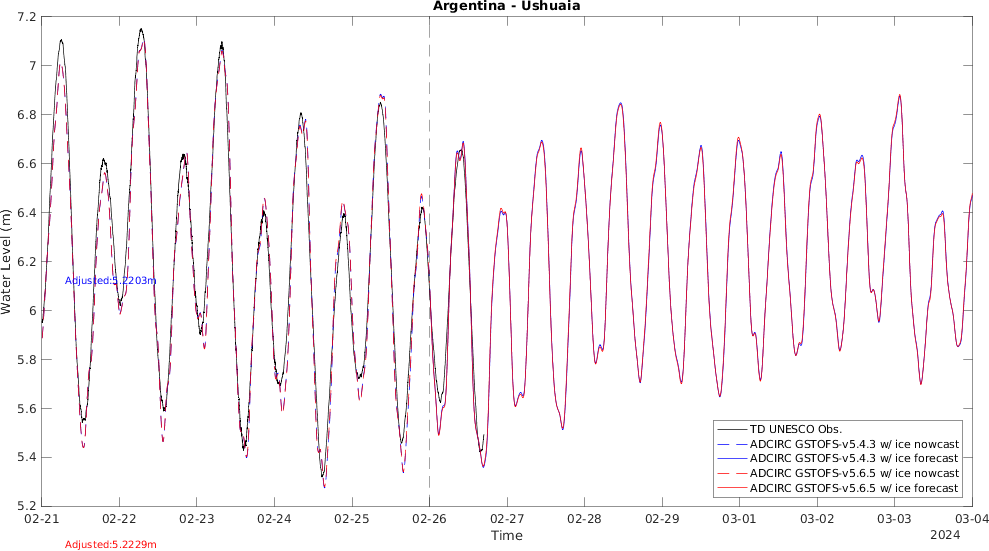 Argentina - Ushuaia
7.2
7
6.8
6.6
6.4
6.2
6
5.8
5.6
5.4
5.2
Water Level (m)
Adjusted:5.2203m
TD UNESCO Obs.
ADCIRC GSTOFS-v5.4.3 w/ ice nowcast
ADCIRC GSTOFS-v5.4.3 w/ ice forecast
ADCIRC GSTOFS-v5.6.5 w/ ice nowcast
ADCIRC GSTOFS-v5.6.5 w/ ice forecast
02-21 02-22 02-23 02-24 02-25 02-26 02-27 02-28 02-29 03-01 03-02 03-03 03-04
Time
2024
Adjusted:5.2229m